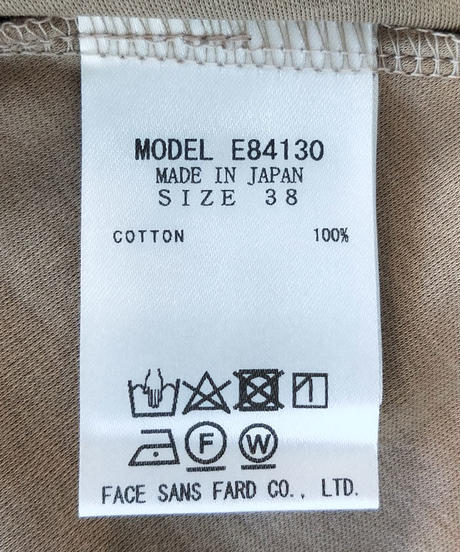 MODEL E84130
MADE IN JAPAN
SIZE 38
COTTON 100%
F W
FACE SANS FARD CO., LTD.